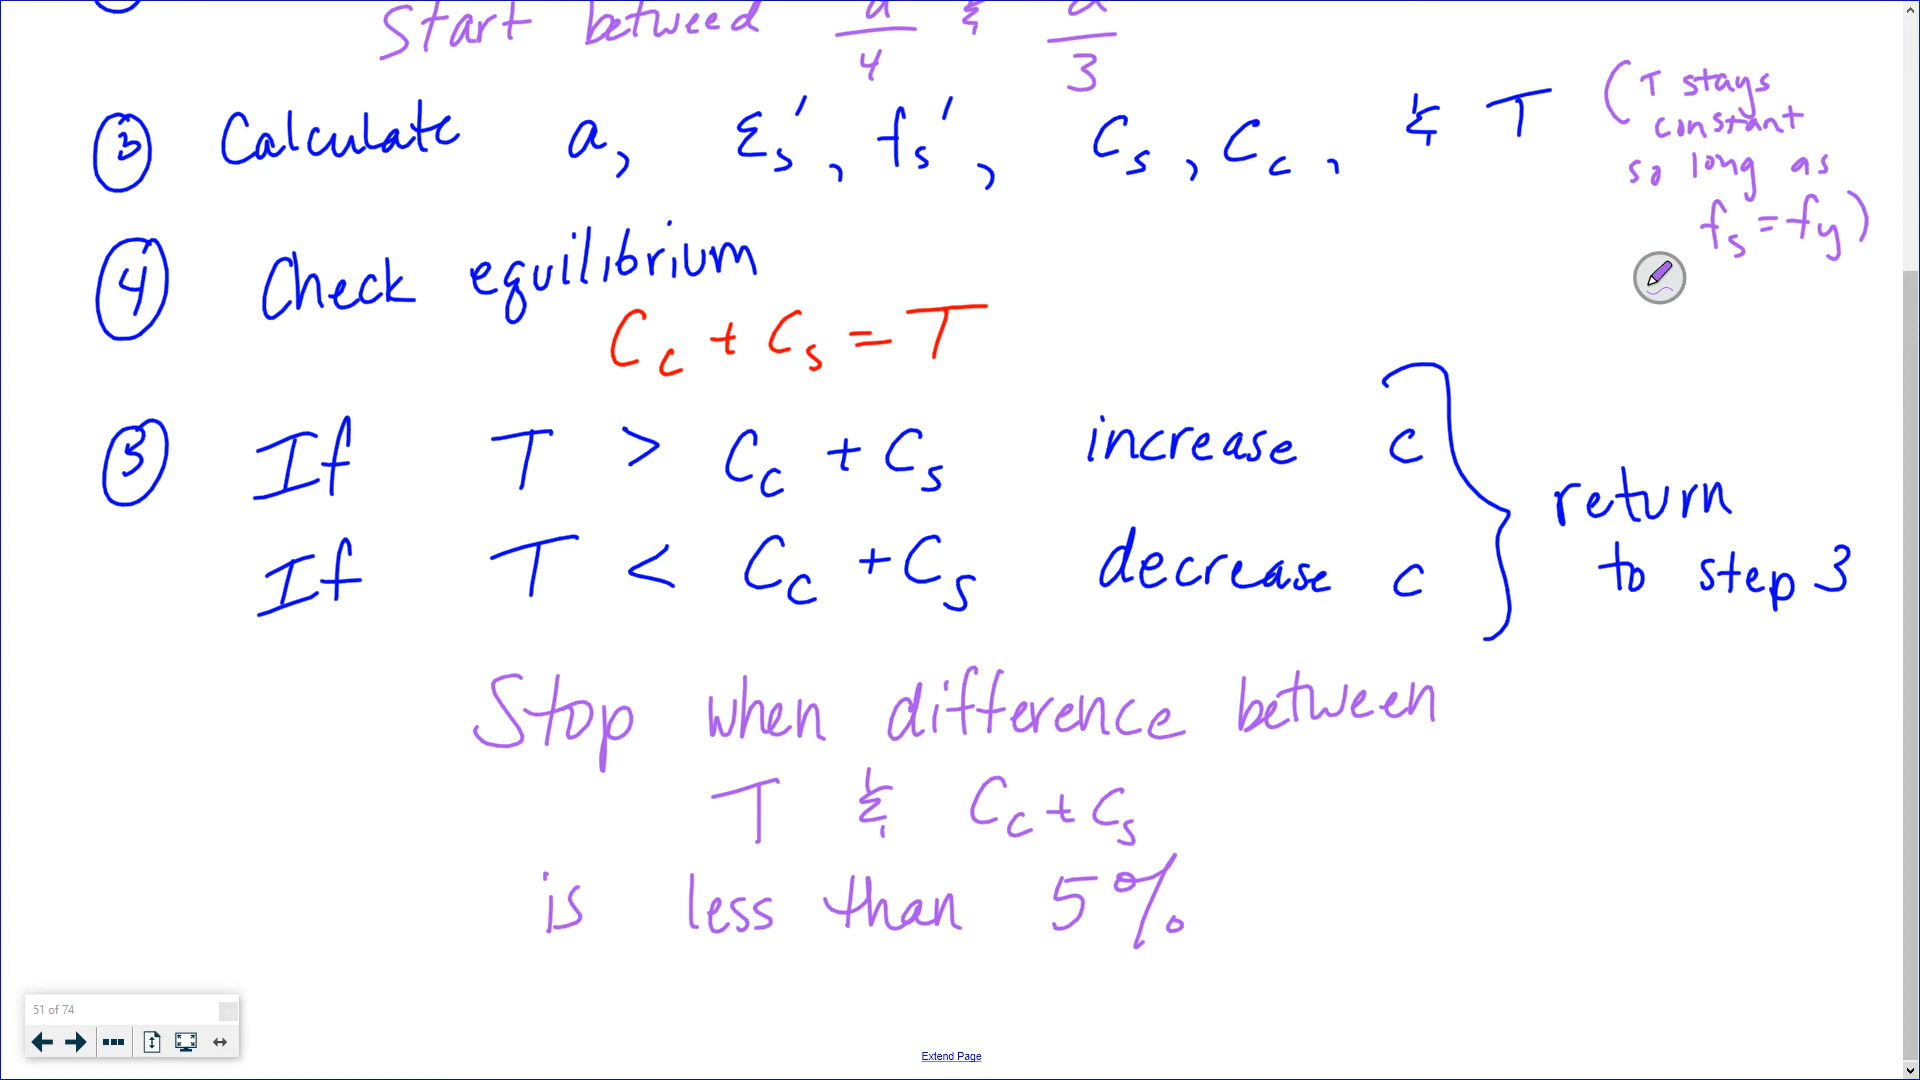 Start between d/4 & d/3
③ Calculate a, εs', fs', Cs, Cc, & T (T stays constant so long as fs = fy)
④ Check equilibrium
Cc + Cs = T
⑤ If T > Cc + Cs increase c
If T < Cc + Cs decrease c
return
to step 3
Stop when difference between
T & Cc + Cs
is less than 5%
51 of 74
Extend Page